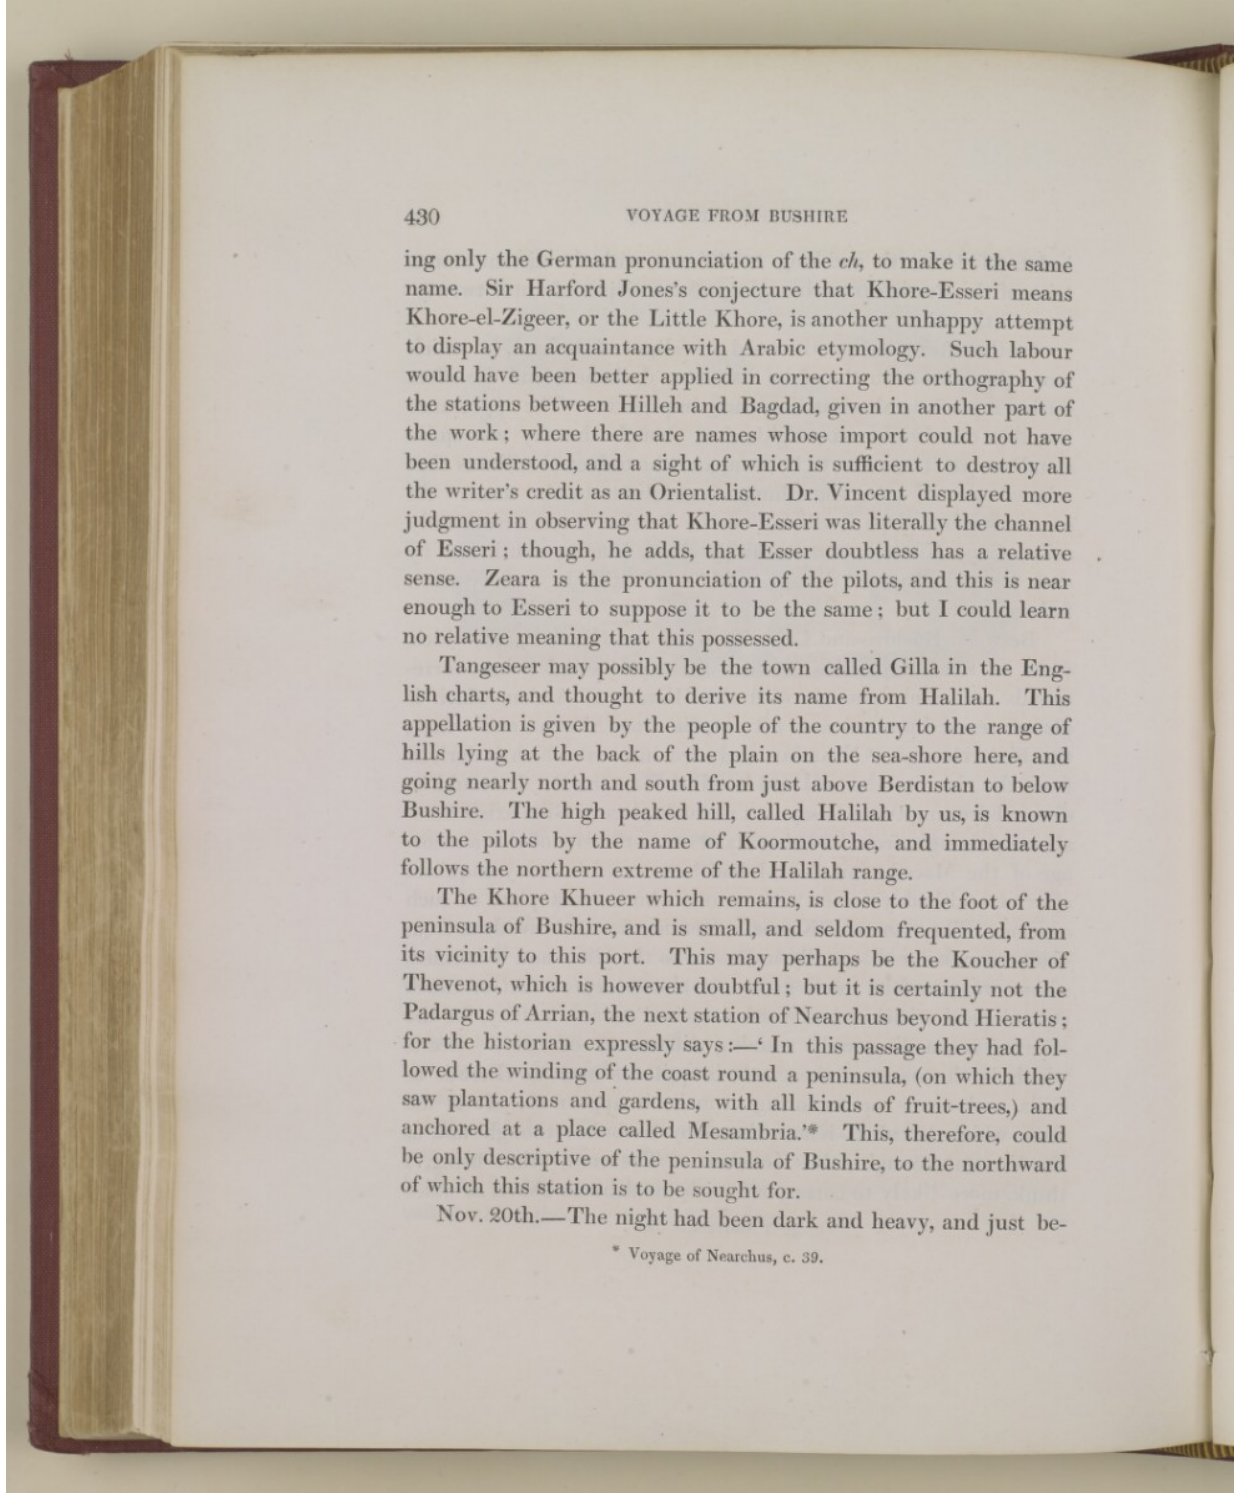 430 VOYAGE FROM BUSHIRE
ing only the German pronunciation of the ch, to make it the same
name. Sir Harford Jones's conjecture that Khore-Esseri means
Khore-el-Zigeer, or the Little Khore, is another unhappy attempt
to display an acquaintance with Arabic etymology. Such labour
would have been better applied in correcting the orthography of
the stations between Hilleh and Bagdad, given in another part of
the work; where there are names whose import could not have
been understood, and a sight of which is sufficient to destroy all
the writer's credit as an Orientalist. Dr. Vincent displayed more
judgment in observing that Khore-Esseri was literally the channel
of Esseri; though, he adds, that Esser doubtless has a relative
sense. Zeara is the pronunciation of the pilots, and this is near
enough to Esseri to suppose it to be the same; but I could learn
no relative meaning that this possessed.
Tangeseer may possibly be the town called Gilla in the Eng-
lish charts, and thought to derive its name from Halilah. This
appellation is given by the people of the country to the range of
hills lying at the back of the plain on the sea-shore here, and
going nearly north and south from just above Berdistan to below
Bushire. The high peaked hill, called Halilah by us, is known
to the pilots by the name of Koormoutche, and immediately
follows the northern extreme of the Halilah range.
The Khore Khueer which remains, is close to the foot of the
peninsula of Bushire, and is small, and seldom frequented, from
its vicinity to this port. This may perhaps be the Koucher of
Thevenot, which is however doubtful; but it is certainly not the
Padargus of Arrian, the next station of Nearchus beyond Hieratis;
for the historian expressly says:—‘ In this passage they had fol-
lowed the winding of the coast round a peninsula, (on which they
saw plantations and gardens, with all kinds of fruit-trees,) and
anchored at a place called Mesambria.’* This, therefore, could
be only descriptive of the peninsula of Bushire, to the northward
of which this station is to be sought for.
Nov. 20th.—The night had been dark and heavy, and just be-
* Voyage of Nearchus, c. 39.